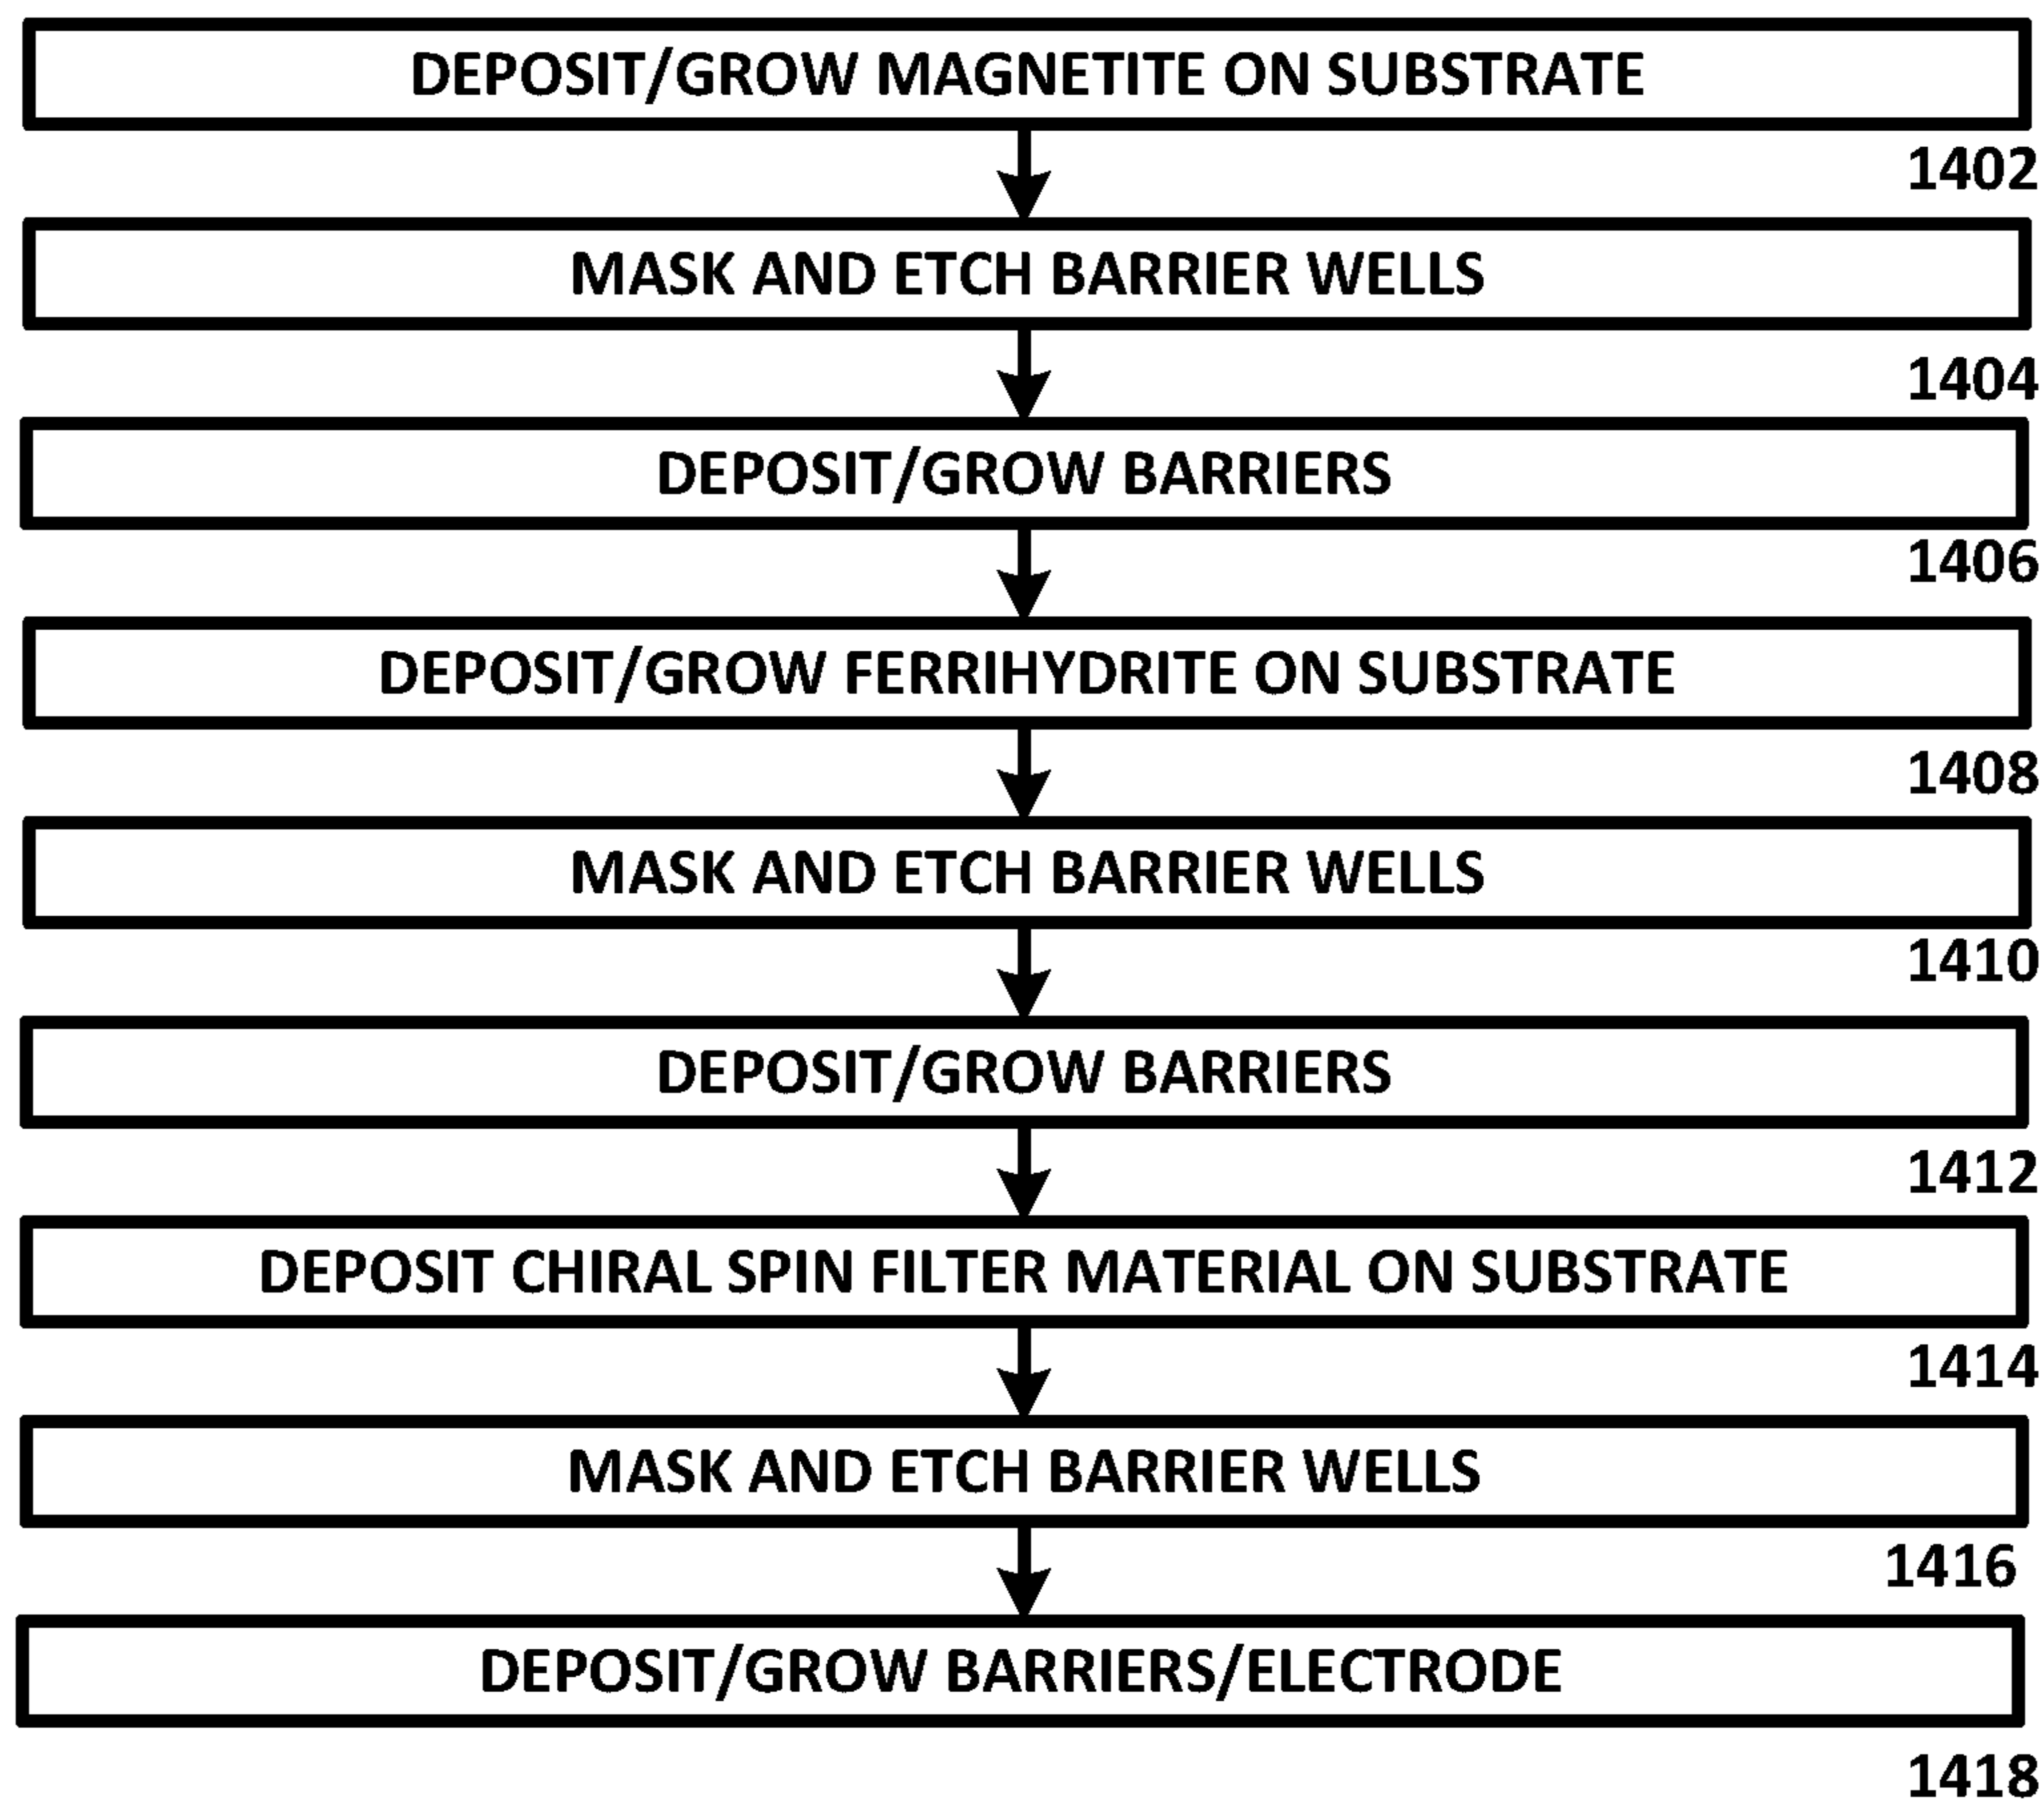 DEPOSIT/GROW MAGNETITE ON SUBSTRATE
1402
MASK AND ETCH BARRIER WELLS
1404
DEPOSIT/GROW BARRIERS
1406
DEPOSIT/GROW FERRIHYDRITE ON SUBSTRATE
1408
MASK AND ETCH BARRIER WELLS
1410
DEPOSIT/GROW BARRIERS
1412
DEPOSIT CHIRAL SPIN FILTER MATERIAL ON SUBSTRATE
1414
MASK AND ETCH BARRIER WELLS
1416
DEPOSIT/GROW BARRIERS/ELECTRODE
1418